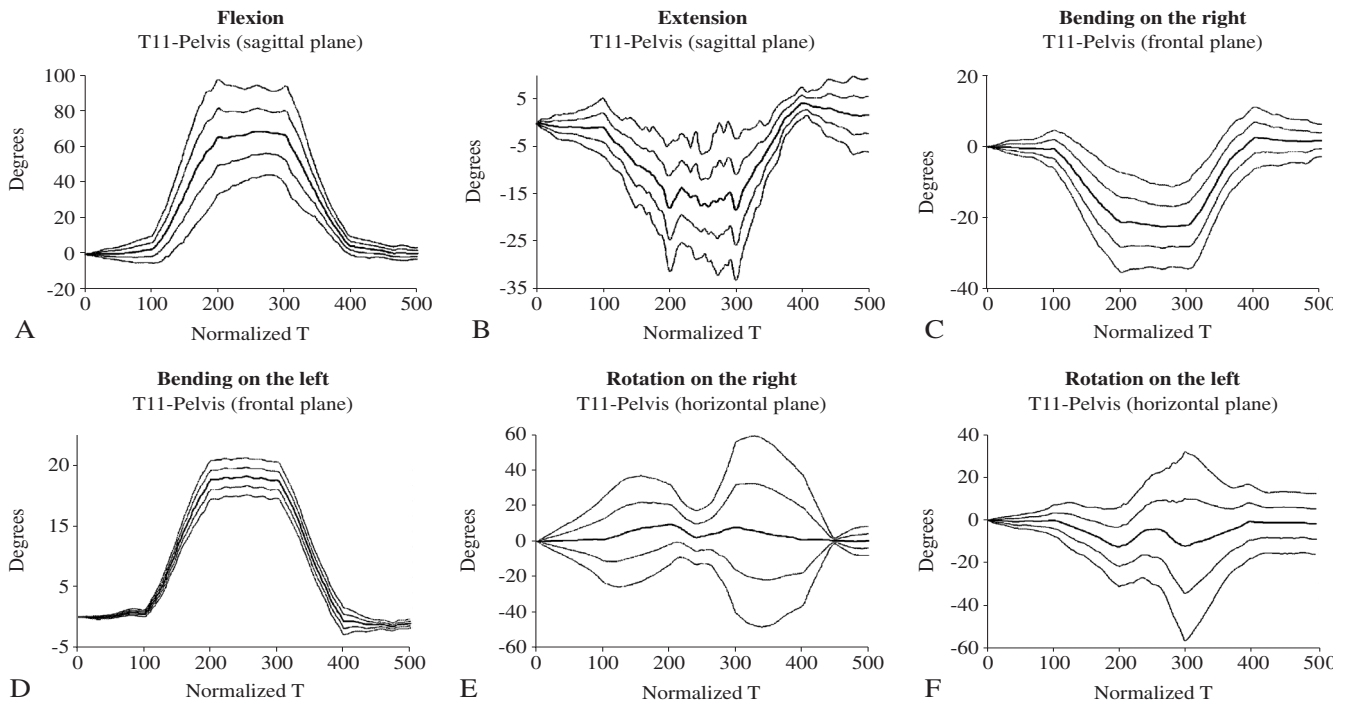 Flexion
T11-Pelvis (sagittal plane)
100
80
60
40
20
0
-20
Degrees
0 100 200 300 400 500
Normalized T
A
Extension
T11-Pelvis (sagittal plane)
5
-5
-15
-25
-35
Degrees
0 100 200 300 400 500
Normalized T
B
Bending on the right
T11-Pelvis (frontal plane)
20
0
-20
-40
Degrees
0 100 200 300 400 500
Normalized T
C
Bending on the left
T11-Pelvis (frontal plane)
20
15
5
-5
Degrees
0 100 200 300 400 500
Normalized T
D
Rotation on the right
T11-Pelvis (horizontal plane)
60
40
20
0
-20
-40
-60
Degrees
0 100 200 300 400 500
Normalized T
E
Rotation on the left
T11-Pelvis (horizontal plane)
40
20
0
-20
-40
-60
Degrees
0 100 200 300 400 500
Normalized T
F